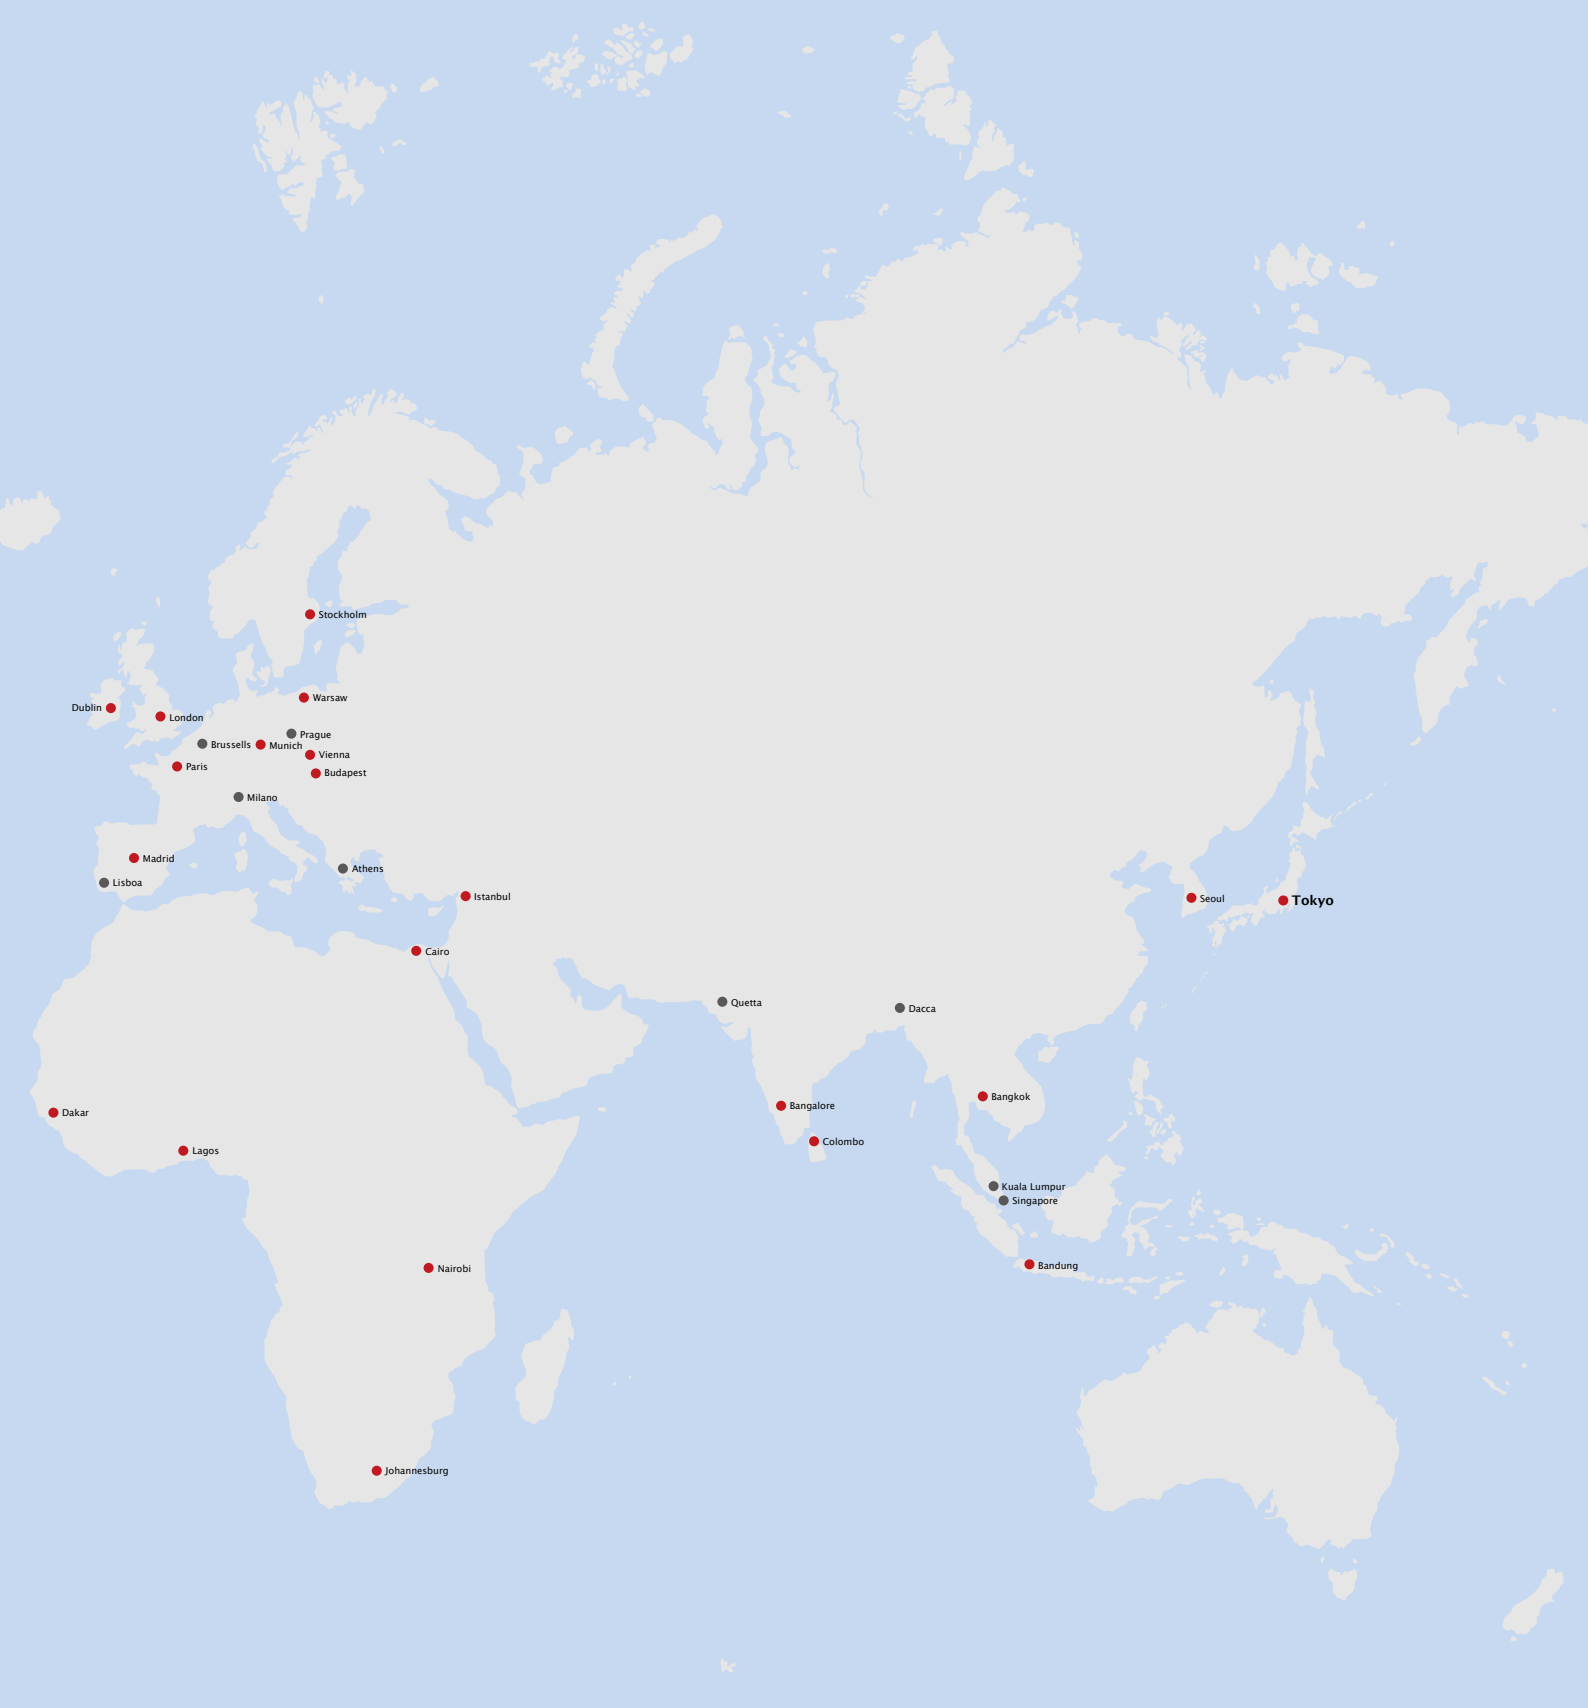 Stockholm
Warsaw
Dublin
London
Prague
Brussells
Munich
Vienna
Paris
Budapest
Milano
Madrid
Athens
Lisboa
Istanbul
Seoul
Tokyo
Cairo
Quetta
Dacca
Bangkok
Bangalore
Dakar
Colombo
Lagos
Kuala Lumpur
Singapore
Bandung
Nairobi
Johannesburg